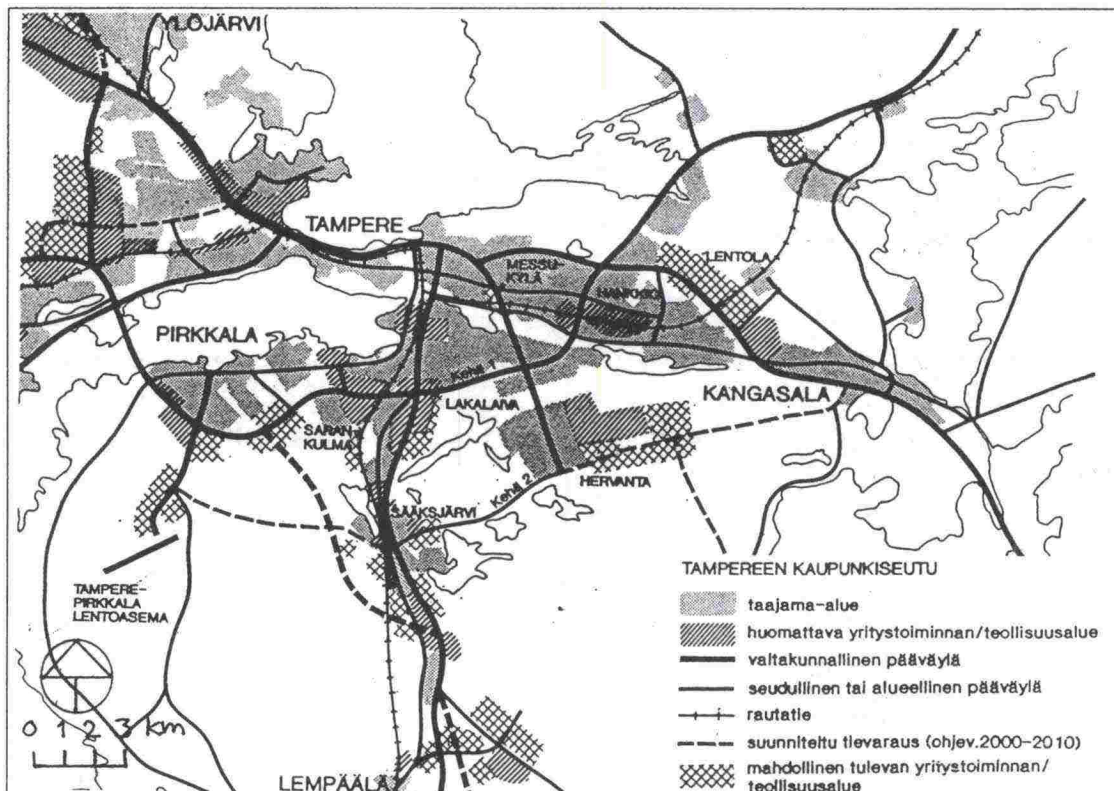 YLÖJÄRVI
TAMPERE
MESSU-
KYLÄ
LENTOLA
HANKKIO
PIRKKALA
Kehä 1
LAKALAIVA
KANGASALA
SARAN-
KULMA
Kehä 2
HERVANTA
SÄÄKSJÄRVI
TAMPERE-
PIRKKALA
LENTOASEMA
0 1 2 3 km
LEMPÄÄLÄ
TAMPEREEN KAUPUNKISEUTU
taajama-alue
huomattava yritystoiminnan/teollisuusalue
valtakunnallinen pääväylä
seudullinen tai alueellinen pääväylä
rautatie
suunniteltu tievaraus (ohjev.2000-2010)
mahdollinen tulevan yritystoiminnan/
teollisuusalue